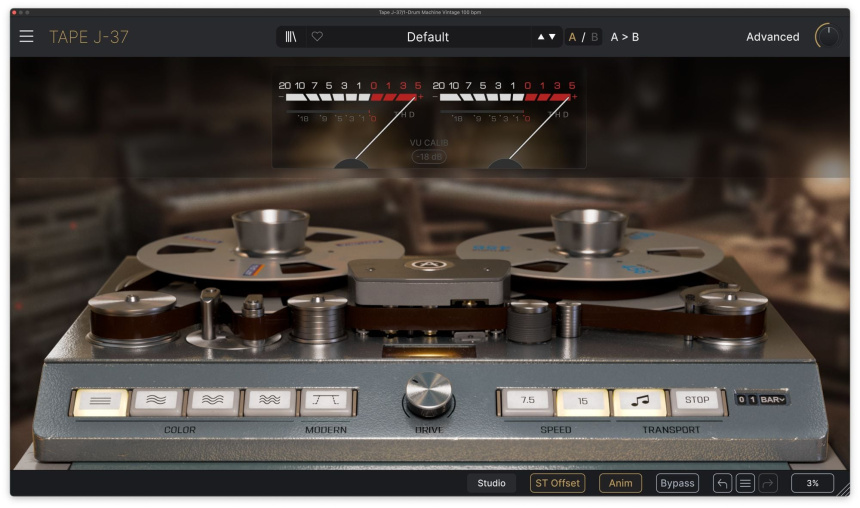 Tape J-37/1-Drum Machine Vintage 100 bpm
TAPE J-37
Default
A / B
A > B
Advanced
20 10 7 5 3 1 0 1 3 5
20 10 7 5 3 1 0 1 3 5
- +
- +
THD
THD
VU CALIB
-18 dB
7.5
15
STOP
0 1 BAR
COLOR
MODERN
DRIVE
SPEED
TRANSPORT
Studio
ST Offset
Anim
Bypass
3%